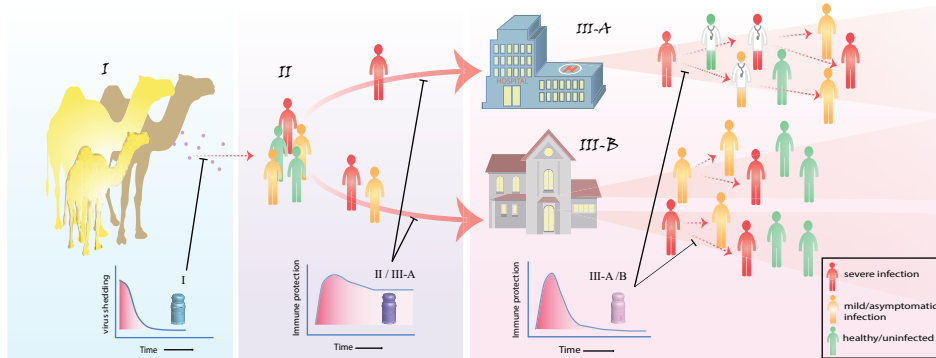 I
II
III-A
HOSPITAL
III-B
virus shedding
I
Time
Immune protection
II / III-A
Time
Immune protection
III-A /B
Time
severe infection
mild/asymptomatic
infection
healthy/uninfected